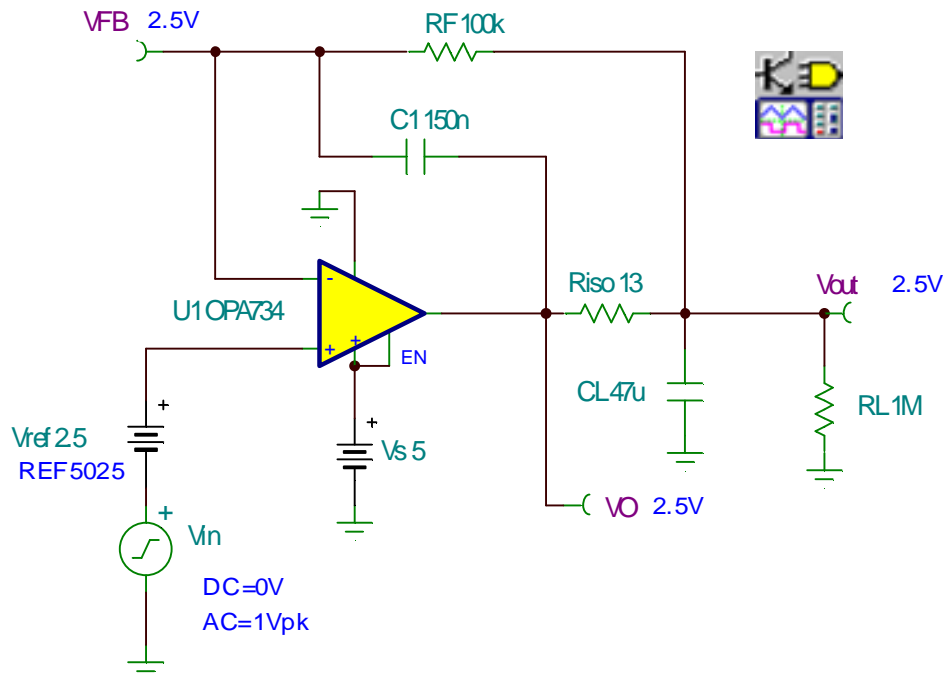 VFB 2.5V
RF 100k
C1 150n
U1 OPA734
-
+
+
EN
Riso 13
Vout 2.5V
CL 47u
RL 1M
+
Vref 2.5
REF5025
+
Vs 5
VO 2.5V
+
Vin
DC=0V
AC=1Vpk